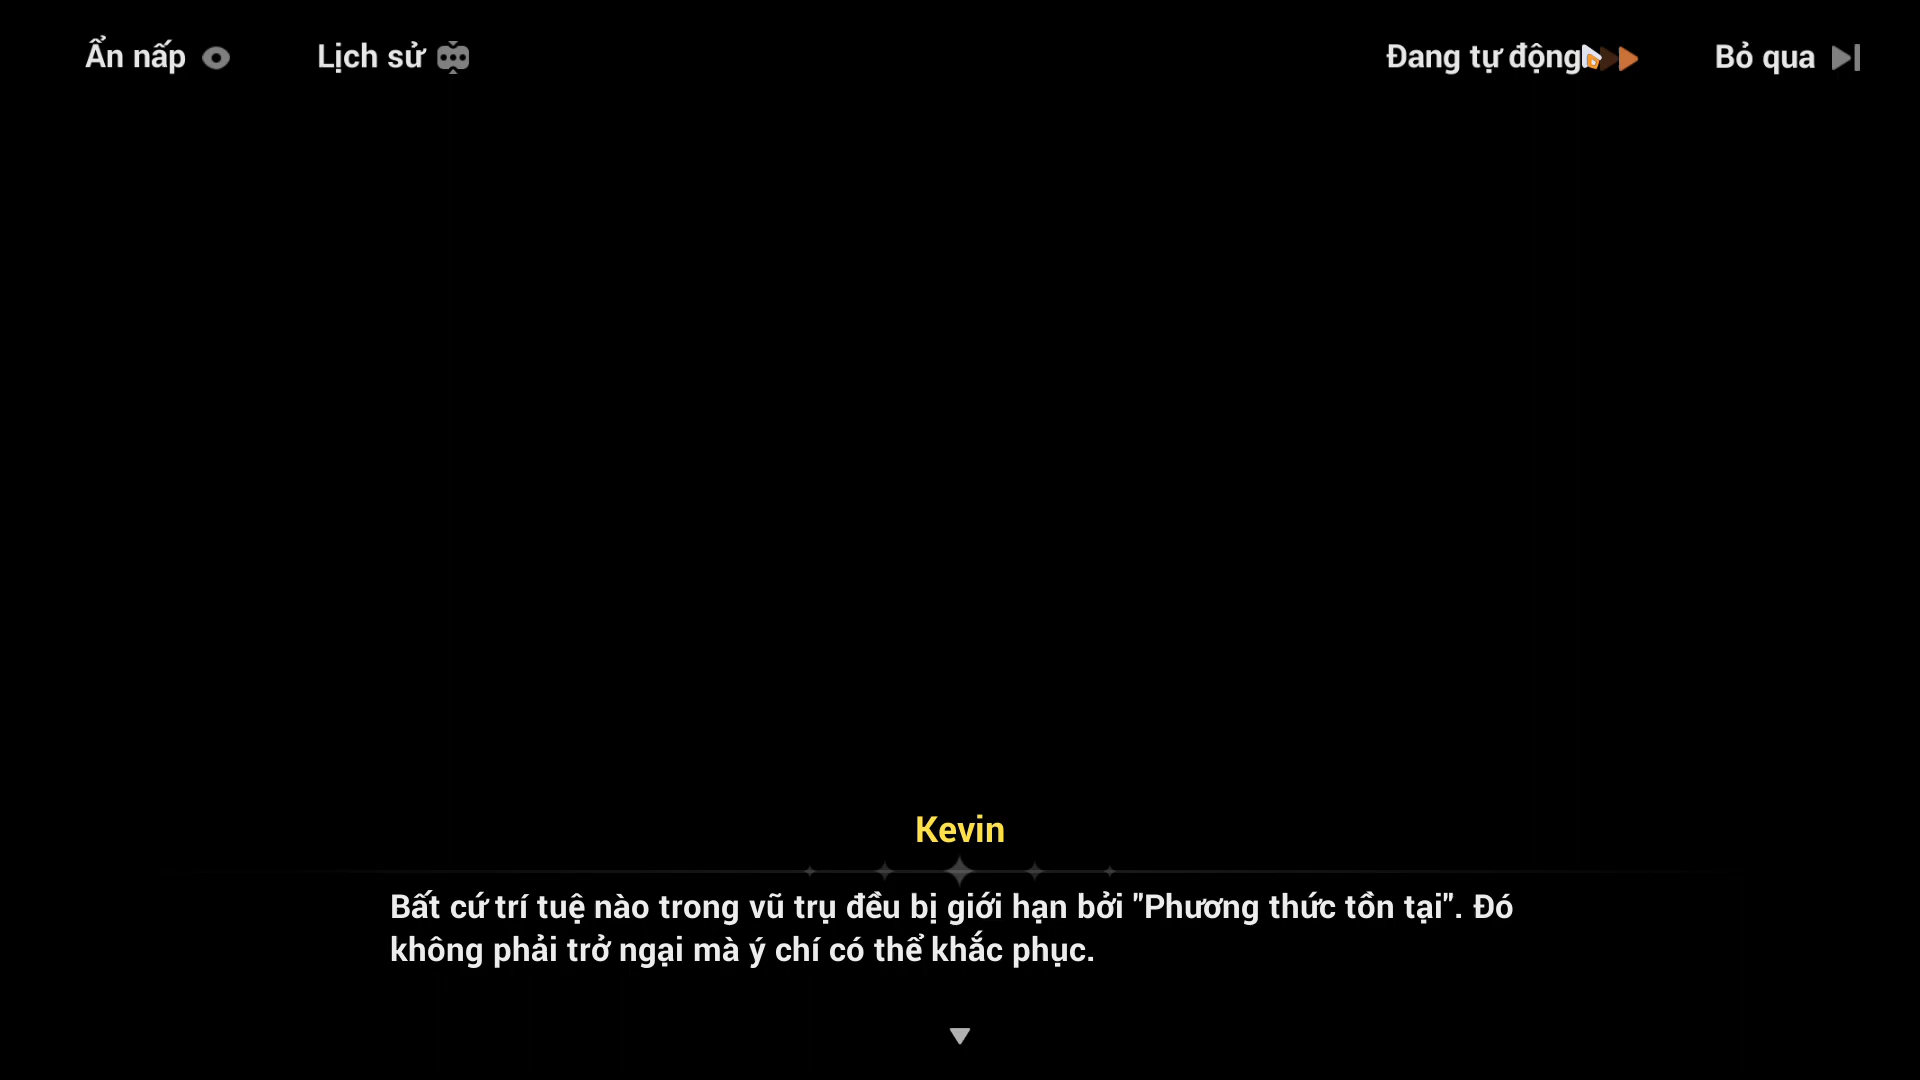 Ẩn nấp
Lịch sử
Đang tự động
Bỏ qua
Kevin
Bất cứ trí tuệ nào trong vũ trụ đều bị giới hạn bởi "Phương thức tồn tại". Đó
không phải trở ngại mà ý chí có thể khắc phục.